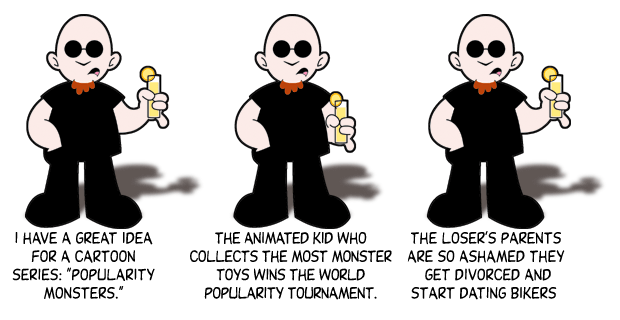 I HAVE A GREAT IDEA
FOR A CARTOON
SERIES: "POPULARITY
MONSTERS."
THE ANIMATED KID WHO
COLLECTS THE MOST MONSTER
TOYS WINS THE WORLD
POPULARITY TOURNAMENT.
THE LOSER'S PARENTS
ARE SO ASHAMED THEY
GET DIVORCED AND
START DATING BIKERS